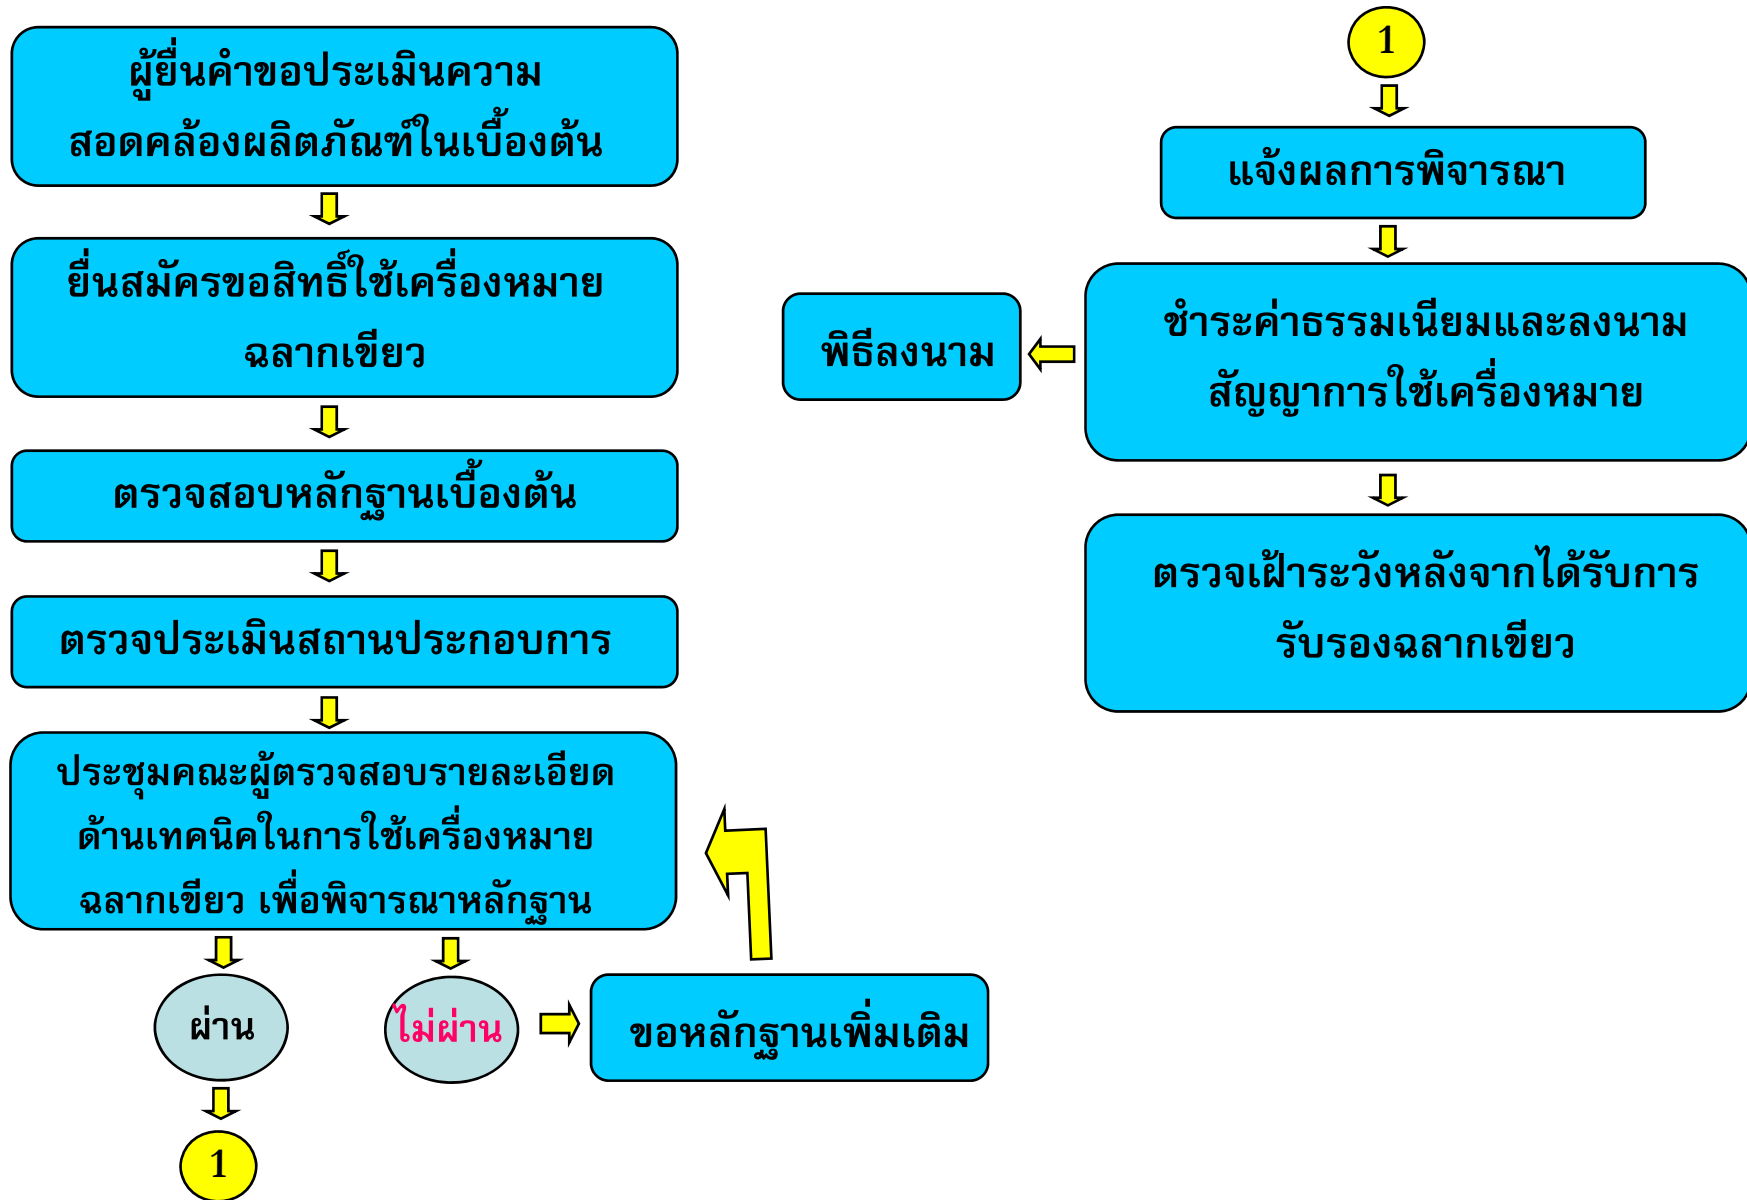 ผู้ยื่นคำขอประเมินความ
สอดคล้องผลิตภัณฑ์ในเบื้องต้น
ยื่นสมัครขอสิทธิ์ใช้เครื่องหมาย
ฉลากเขียว
ตรวจสอบหลักฐานเบื้องต้น
ตรวจประเมินสถานประกอบการ
ประชุมคณะผู้ตรวจสอบรายละเอียด
ด้านเทคนิคในการใช้เครื่องหมาย
ฉลากเขียว เพื่อพิจารณาหลักฐาน
ผ่าน
ไม่ผ่าน
ขอหลักฐานเพิ่มเติม
1
1
แจ้งผลการพิจารณา
ชำระค่าธรรมเนียมและลงนาม
สัญญาการใช้เครื่องหมาย
พิธีลงนาม
ตรวจเฝ้าระวังหลังจากได้รับการ
รับรองฉลากเขียว